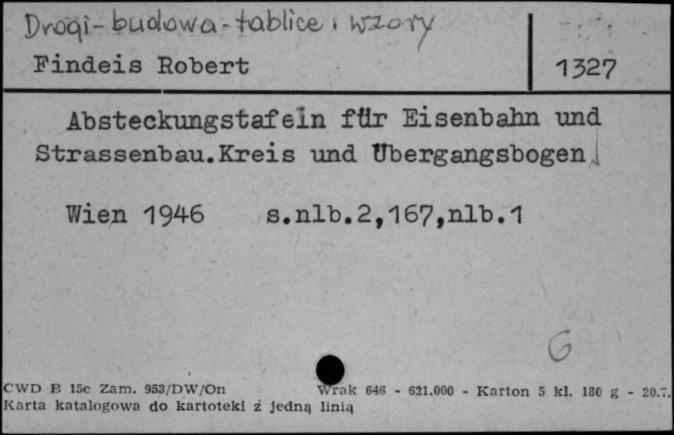 Drogi - budowa - tablice i wzory
Findeis Robert
1327
Absteckungstafeln für Eisenbahn und
Strassenbau.Kreis und Übergangsbogen
Wien 1946 s.nlb.2,167,nlb.1
6
CWD B 15c Zam. 953/DW/On Wrak 646 - 621.000 - Karton 5 kl. 180 g - 20.7.
Karta katalogowa do kartoteki z jedną linią